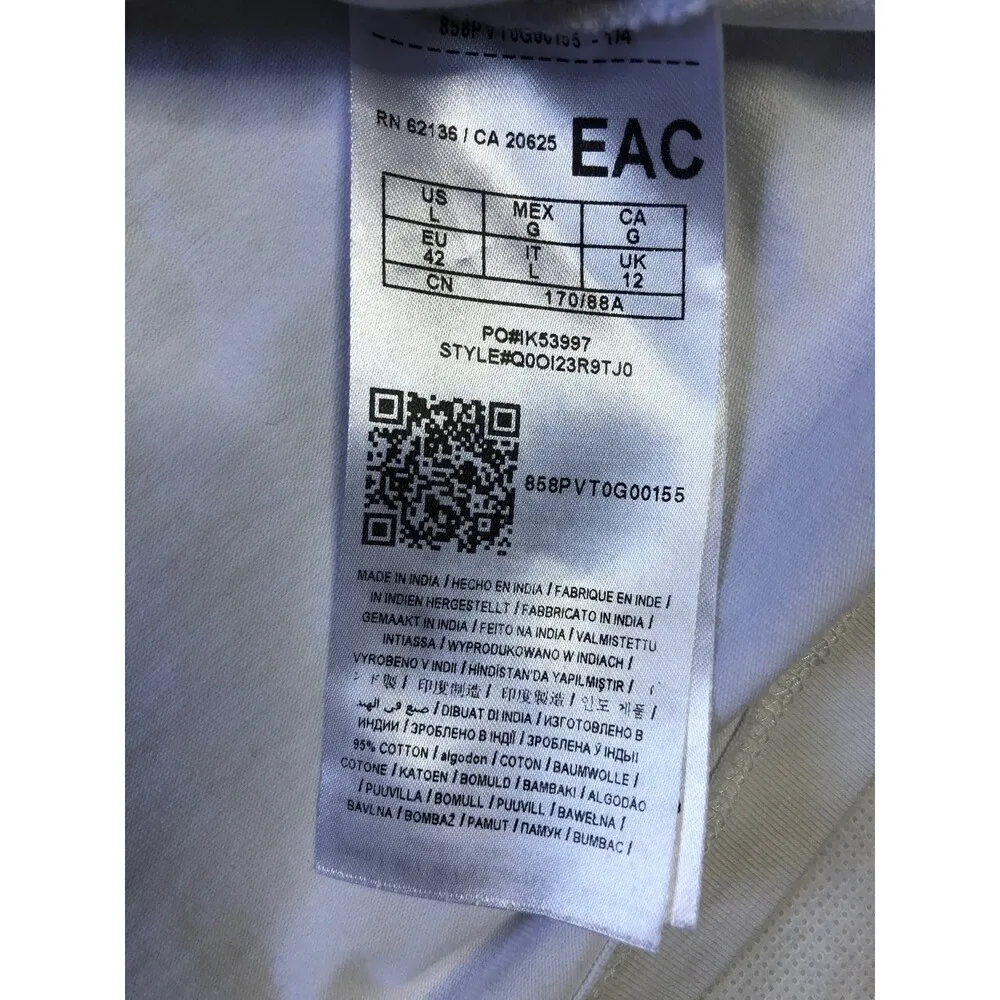 858PVT0G00155 - 1/4
RN 62136 / CA 20625 EAC
US MEX CA
L G G
EU IT UK
42 L 12
CN 170/88A
PO#IK53997
STYLE#Q0OI23R9TJ0
858PVT0G00155
MADE IN INDIA / HECHO EN INDIA / FABRIQUE EN INDE /
IN INDIEN HERGESTELLT / FABBRICATO IN INDIA /
GEMAAKT IN INDIA / FEITO NA INDIA / VALMISTETTU
INTIASSA / WYPRODUKOWANO W INDIACH /
VYROBENO V INDII / HİNDİSTAN'DA YAPILMIŞTIR /
ド製 / 印度制造 / 印度製造 / 인도 제품 /
صنع في الهند / DIBUAT DI INDIA / ИЗГОТОВЛЕНО В
ИНДИИ / ЗРОБЛЕНО В ІНДІЇ / ЗРОБЛЕНА Ў ІНДЫІ
95% COTTON / algodon / COTON / BAUMWOLLE /
COTONE / KATOEN / BOMULD / BAMBAKI / ALGODÃO
/ PUUVILLA / BOMULL / PUUVILL / BAWEŁNA /
BAVLNA / BOMBAŽ / PAMUT / ПАМУК / BUMBAC /